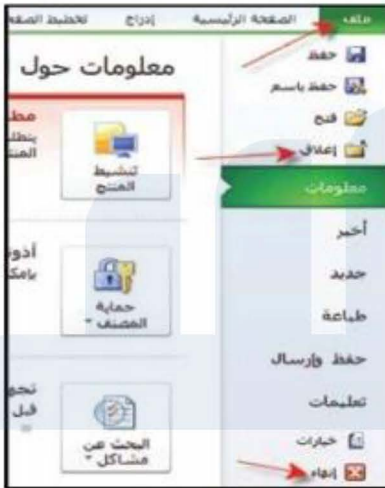 ملف الصفحة الرئيسية إدراج تخطيط الصفحة
حفظ
حفظ باسم
فتح
إغلاق
معلومات
أخير
جديد
طباعة
حفظ وإرسال
تعليمات
خيارات
إنهاء
معلومات حول
تنشيط
المنتج
حماية
المصنف
البحث عن
مشاكل
قبل